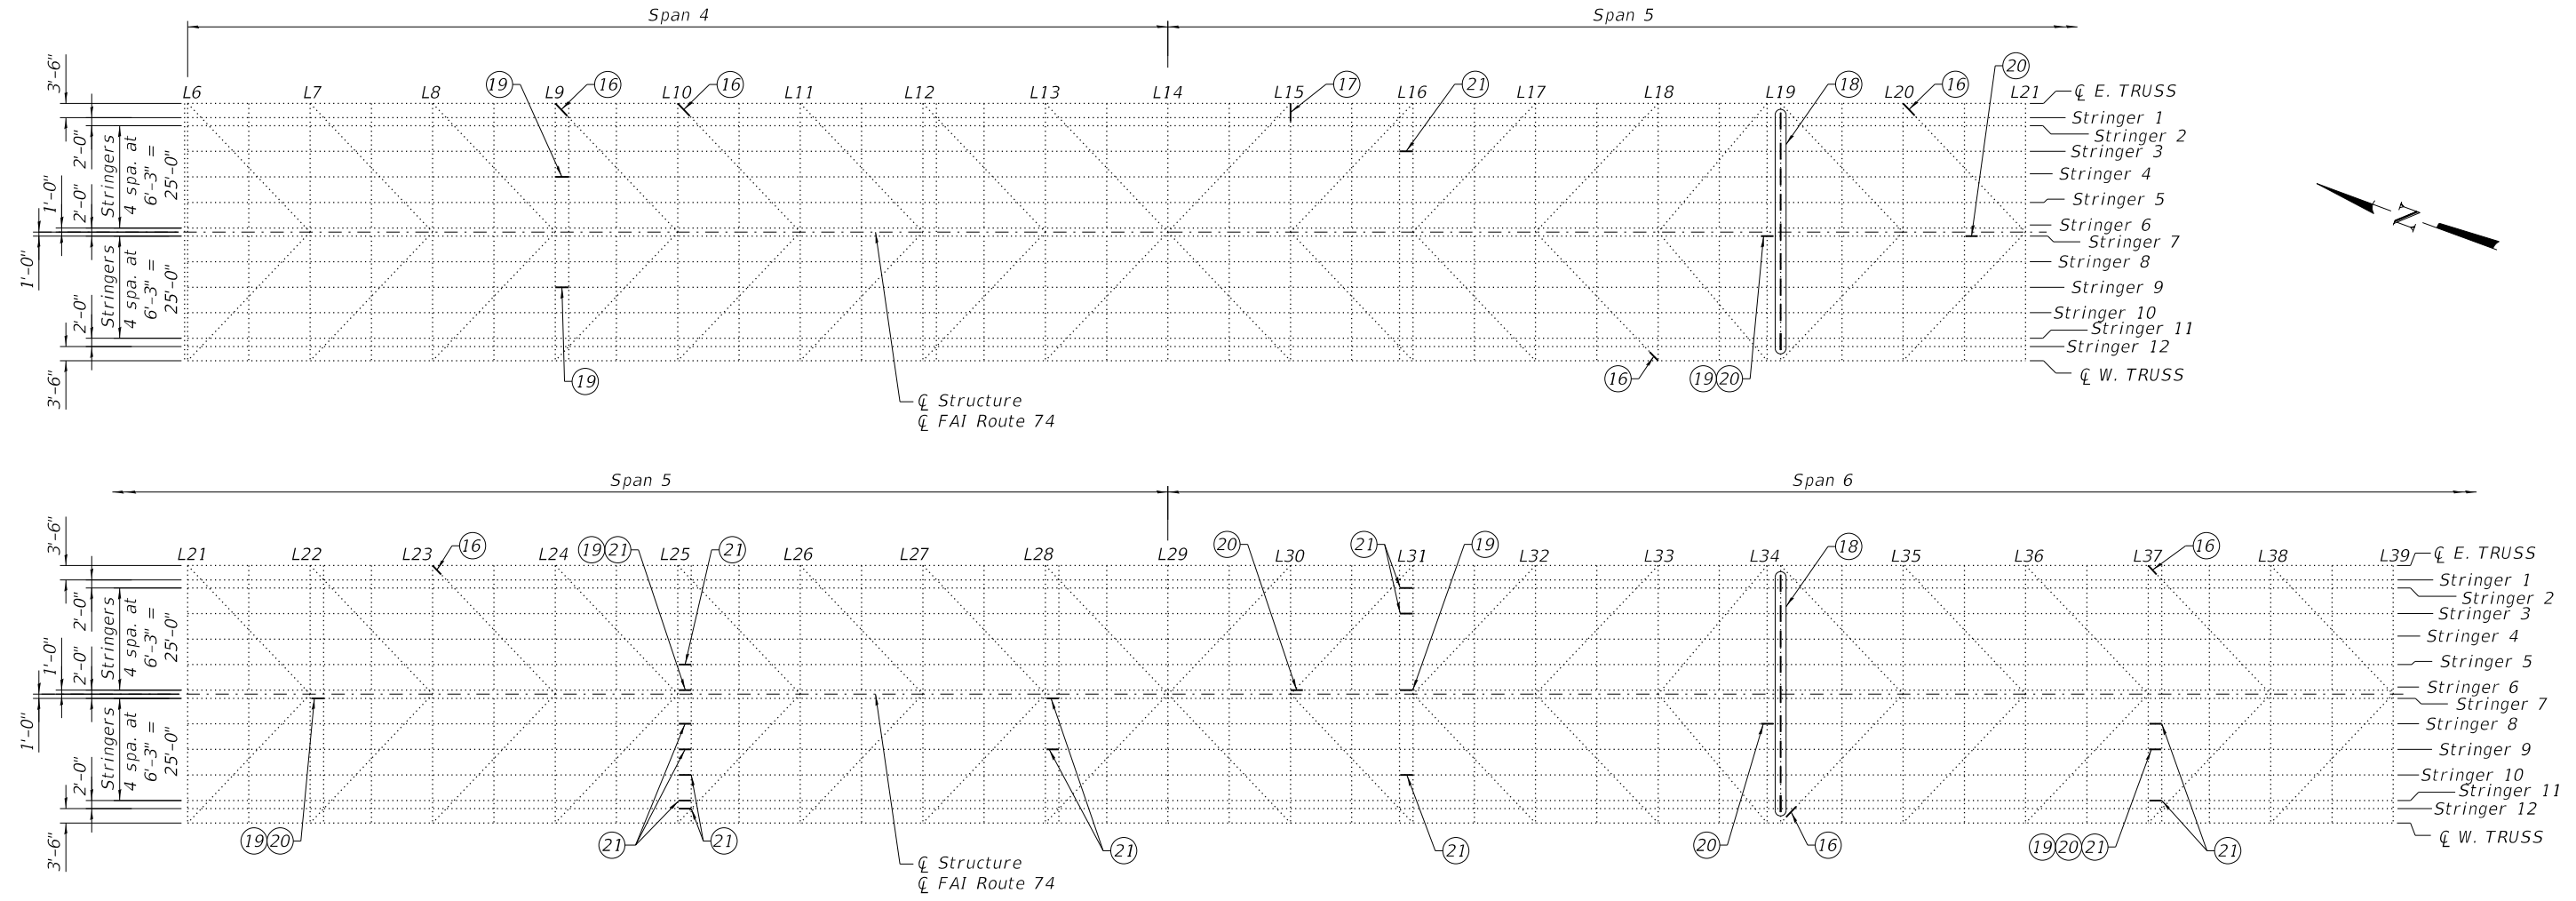 Span 4
Span 5
L6
L7
L8
L9
L10
L11
L12
L13
L14
L15
L16
L17
L18
L19
L20
L21
19
16
16
17
21
18
16
20
℄ E. TRUSS
Stringer 1
Stringer 2
Stringer 3
Stringer 4
Stringer 5
Stringer 6
Stringer 7
Stringer 8
Stringer 9
Stringer 10
Stringer 11
Stringer 12
℄ W. TRUSS
3'-6"
2'-0"
Stringers
4 spa. at
6'-3" =
25'-0"
1'-0"
2'-0"
1'-0"
Stringers
4 spa. at
6'-3" =
25'-0"
2'-0"
3'-6"
19
16
19 20
℄ Structure
℄ FAI Route 74
N
Span 5
Span 6
L21
L22
L23
L24
L25
L26
L27
L28
L29
L30
L31
L32
L33
L34
L35
L36
L37
L38
L39
16
19 21
21
20
21
19
18
16
℄ E. TRUSS
Stringer 1
Stringer 2
Stringer 3
Stringer 4
Stringer 5
Stringer 6
Stringer 7
Stringer 8
Stringer 9
Stringer 10
Stringer 11
Stringer 12
℄ W. TRUSS
3'-6"
2'-0"
Stringers
4 spa. at
6'-3" =
25'-0"
1'-0"
2'-0"
1'-0"
Stringers
4 spa. at
6'-3" =
25'-0"
2'-0"
3'-6"
19 20
21
21
21
21
20
16
19 20 21
21
℄ Structure
℄ FAI Route 74